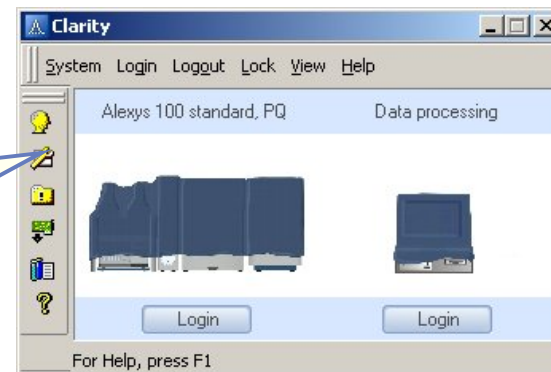 Clarity
System Login Logout Lock View Help
Alexys 100 standard, PQ Data processing
Login Login
For Help, press F1